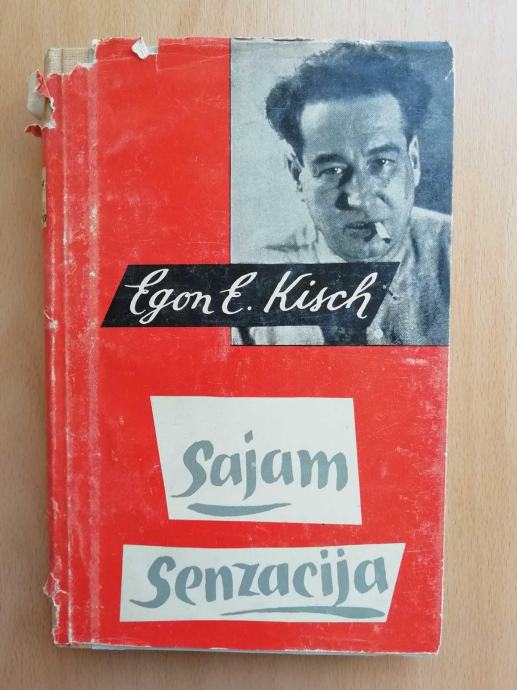 Egon E. Kisch
Sajam
Senzacija